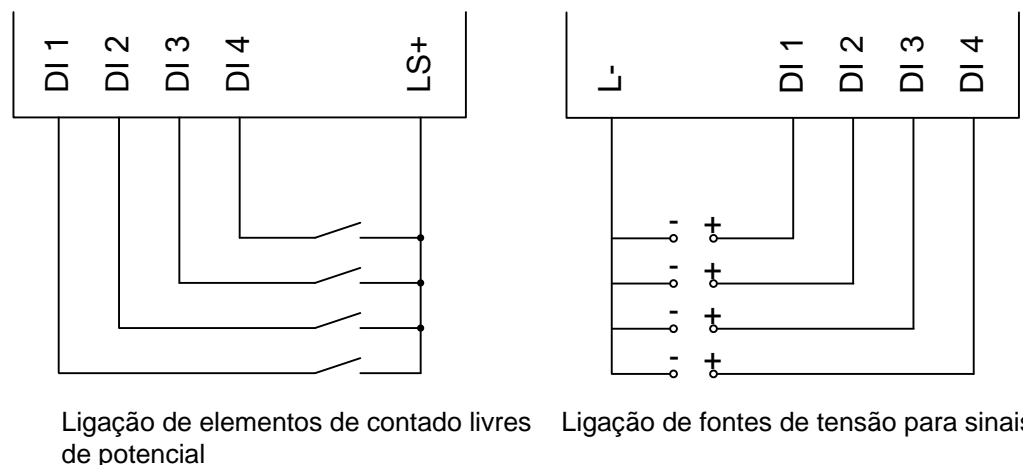 DI 1 DI 2 DI 3 DI 4 LS+
L- DI 1 DI 2 DI 3 DI 4
- +
- +
- +
- +
Ligação de elementos de contado livres
de potencial
Ligação de fontes de tensão para sinais